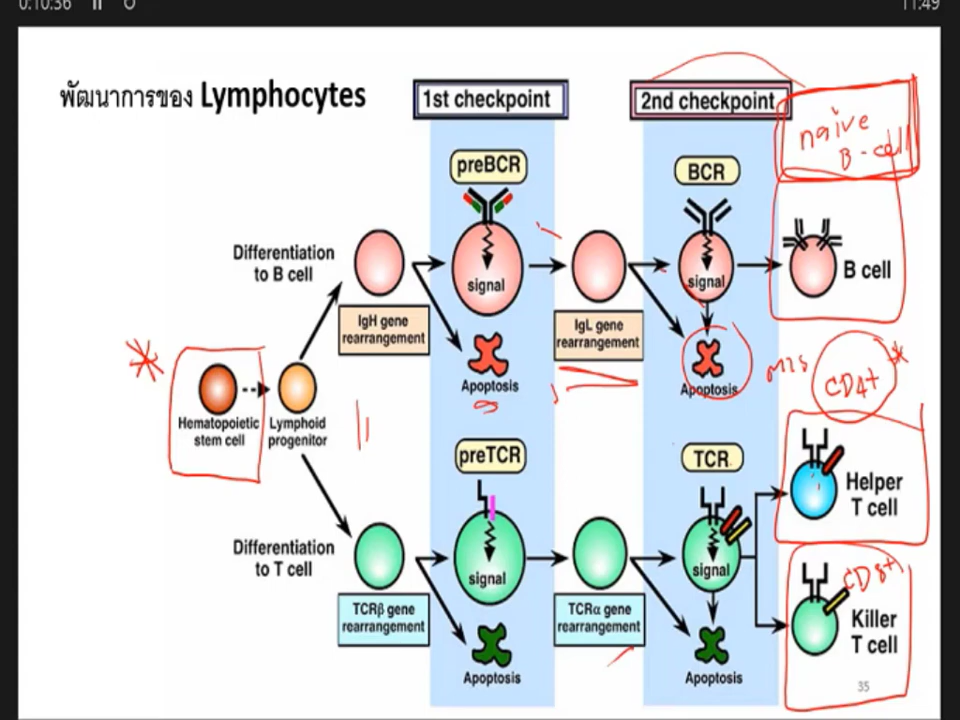 0:10:36
11:49
พัฒนาการของ Lymphocytes
1st checkpoint
2nd checkpoint
naive
B-cell
preBCR
BCR
Differentiation
to B cell
signal
signal
B cell
IgH gene
rearrangement
IgL gene
rearrangement
Apoptosis
Apoptosis
CD4+
Hematopoietic
stem cell
Lymphoid
progenitor
preTCR
TCR
Helper
T cell
Differentiation
to T cell
signal
signal
CD8+
TCRβ gene
rearrangement
TCRα gene
rearrangement
Killer
T cell
Apoptosis
Apoptosis
35